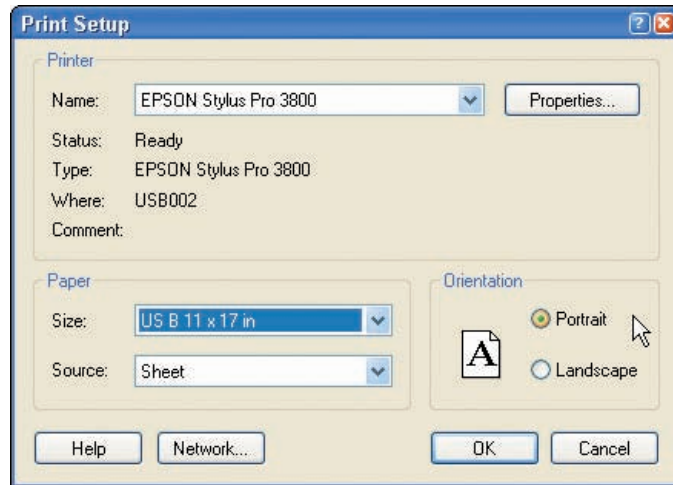 Print Setup
Printer
Name: EPSON Stylus Pro 3800 Properties...
Status: Ready
Type: EPSON Stylus Pro 3800
Where: USB002
Comment:
Paper
Size: US B 11 x 17 in
Source: Sheet
Orientation
A
Portrait
Landscape
Help Network... OK Cancel